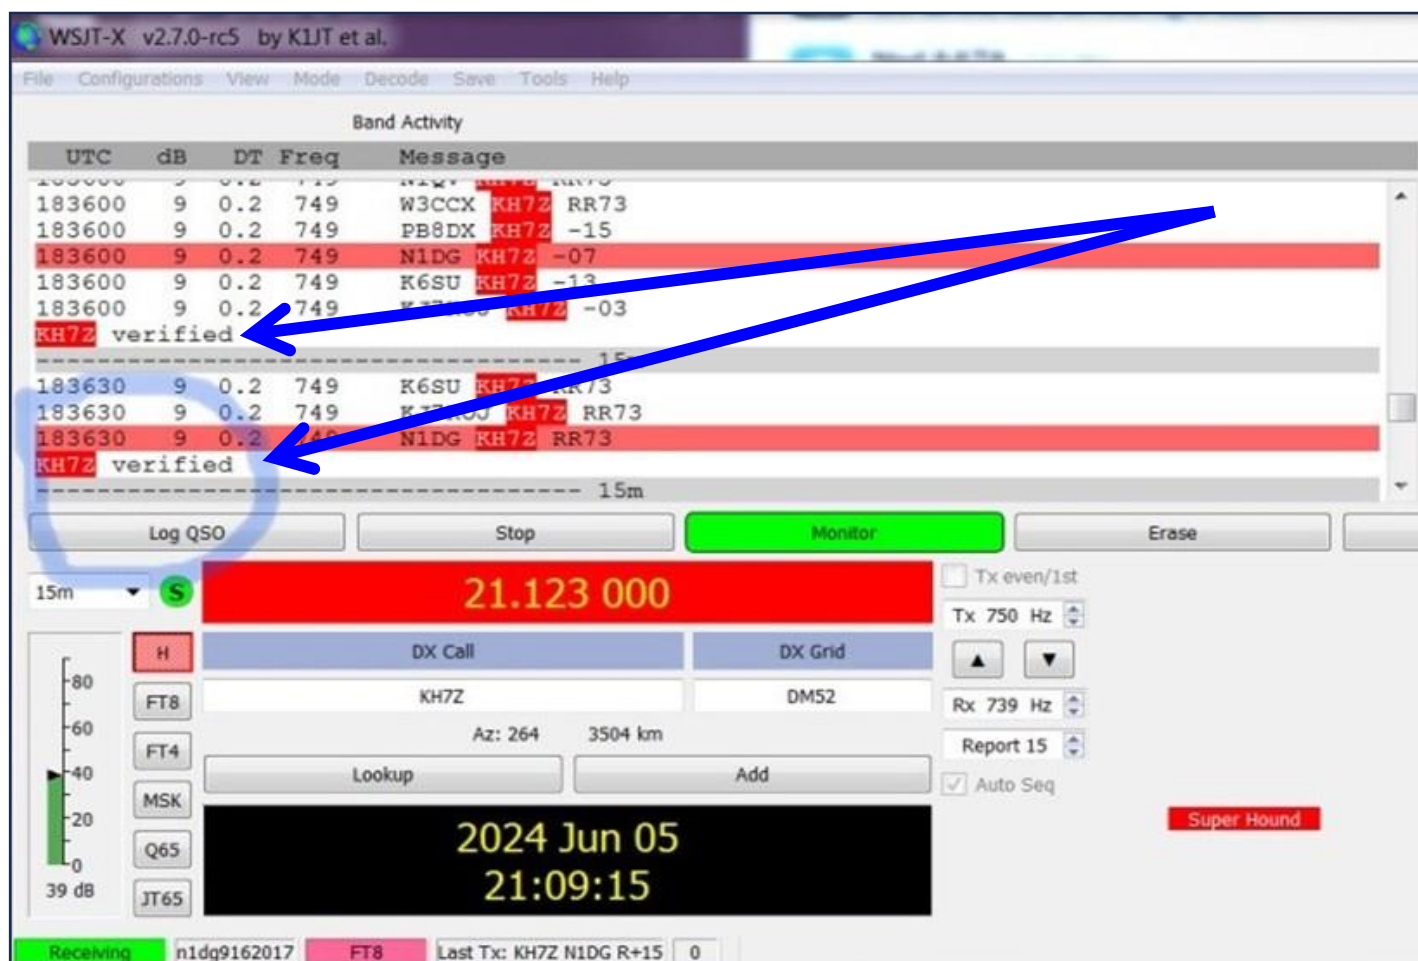 WSJT-X v2.7.0-rc5 by K1JT et al.
File Configurations View Mode Decode Save Tools Help
Band Activity
UTC dB DT Freq Message
183600 9 0.2 749 W3CCX KH7Z RR73
183600 9 0.2 749 PB8DX KH7Z -15
183600 9 0.2 749 N1DG KH7Z -07
183600 9 0.2 749 K6SU KH7Z -13
183600 9 0.2 749 KH7Z -03
KH7Z verified
15m
183630 9 0.2 749 K6SU KH7Z RR73
183630 9 0.2 749 KH7Z RR73
183630 9 0.2 749 N1DG KH7Z RR73
KH7Z verified
------------------------------------ 15m
Log QSO Stop Monitor Erase
15m S 21.123 000 Tx even/1st
Tx 750 Hz
H DX Call DX Grid
80 FT8 KH7Z DM52 Rx 739 Hz
60 Az: 264 3504 km
FT4 Report 15
40 Lookup Add Auto Seq
MSK
20 2024 Jun 05 Super Hound
Q65
0 21:09:15
39 dB JT65
Receiving n1dg9162017 FT8 Last Tx: KH7Z N1DG R+15 0